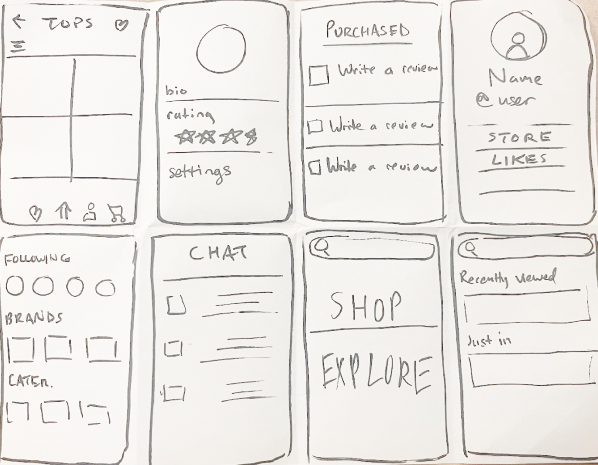 TOPS
bio
rating
settings
PURCHASED
Write a review
Write a review
Write a review
Name
@user
STORE
LIKES
FOLLOWING
BRANDS
CATER.
CHAT
SHOP
EXPLORE
Recently viewed
Just in